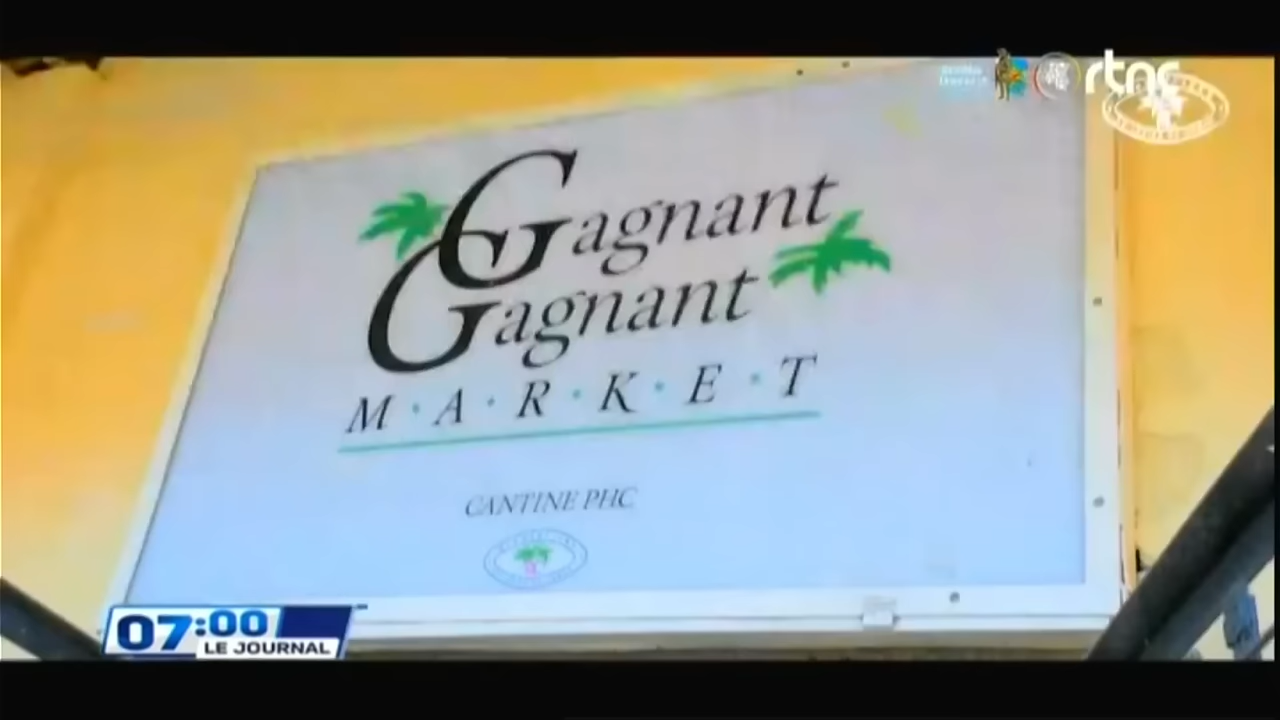 rtnc
Gagnant
Gagnant
M·A·R·K·E·T
CANTINE PHC
07:00
LE JOURNAL